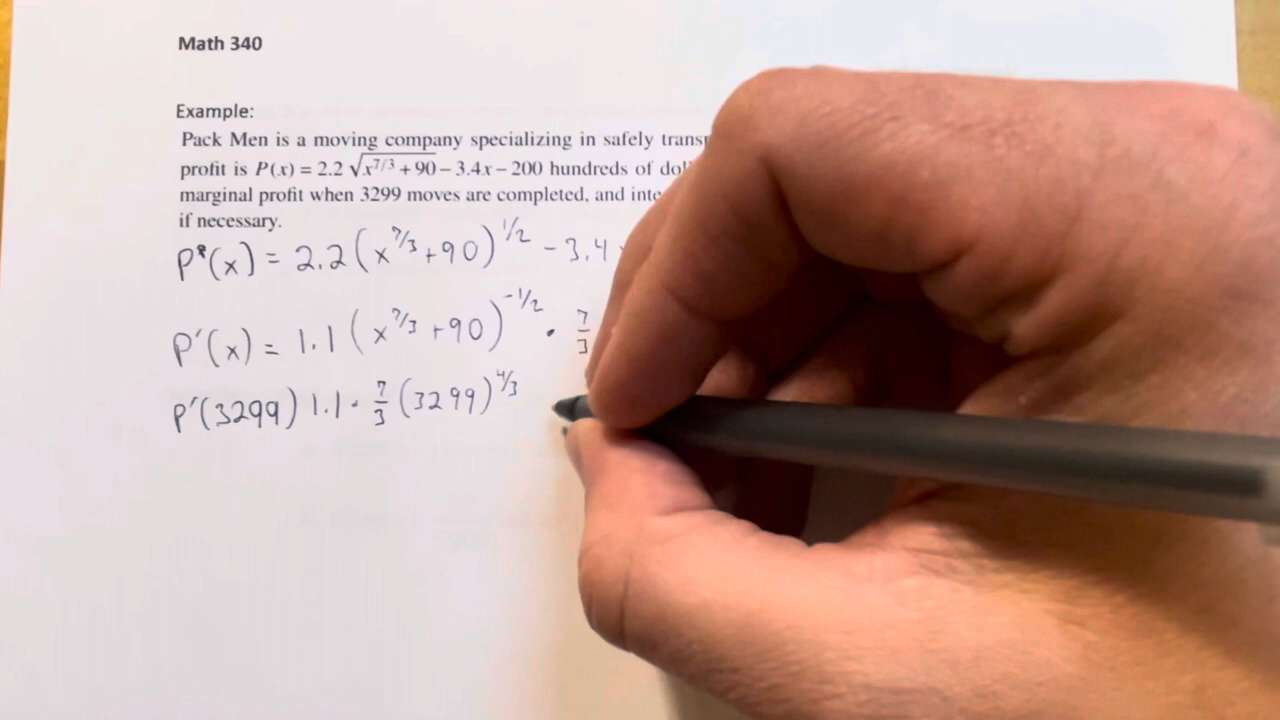 Math 340
Example:
Pack Men is a moving company specializing in safely
profit is P(x) = 2.2 √(x^{7/3} + 90) − 3.4x − 200 hundreds of
marginal profit when 3299 moves are completed, and
if necessary.
P(x) = 2.2 (x^{7/3} + 90)^{1/2} − 3.4
P'(x) = 1.1 (x^{7/3} + 90)^{-1/2} · 7/3
P'(3299) 1.1 · 7/3 (3299)^{4/3}